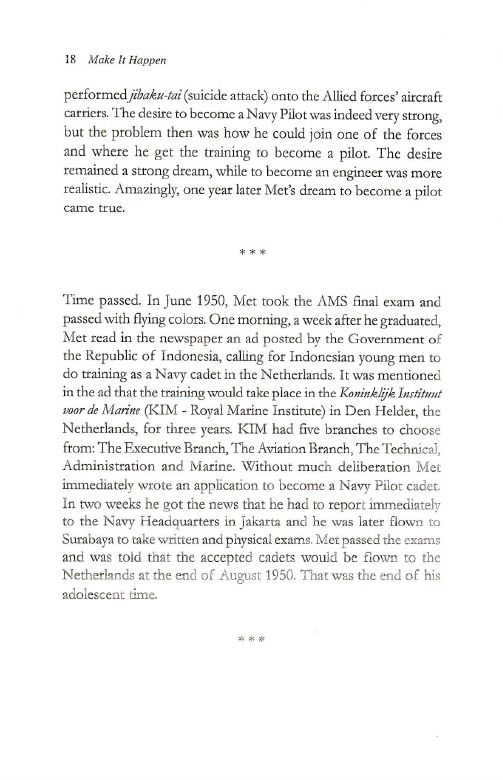 18 Make It Happen
performed jibaku-tai (suicide attack) onto the Allied forces' aircraft
carriers. The desire to become a Navy Pilot was indeed very strong,
but the problem then was how he could join one of the forces
and where he get the training to become a pilot. The desire
remained a strong dream, while to become an engineer was more
realistic. Amazingly, one year later Met's dream to become a pilot
came true.
* * *
Time passed. In June 1950, Met took the AMS final exam and
passed with flying colors. One morning, a week after he graduated,
Met read in the newspaper an ad posted by the Government of
the Republic of Indonesia, calling for Indonesian young men to
do training as a Navy cadet in the Netherlands. It was mentioned
in the ad that the training would take place in the Koninklijk Instituut
voor de Marine (KIM - Royal Marine Institute) in Den Helder, the
Netherlands, for three years. KIM had five branches to choose
from: The Executive Branch, The Aviation Branch, The Technical,
Administration and Marine. Without much deliberation Met
immediately wrote an application to become a Navy Pilot cadet.
In two weeks he got the news that he had to report immediately
to the Navy Headquarters in Jakarta and he was later flown to
Surabaya to take written and physical exams. Met passed the exams
and was told that the accepted cadets would be flown to the
Netherlands at the end of August 1950. That was the end of his
adolescent time.
* * *